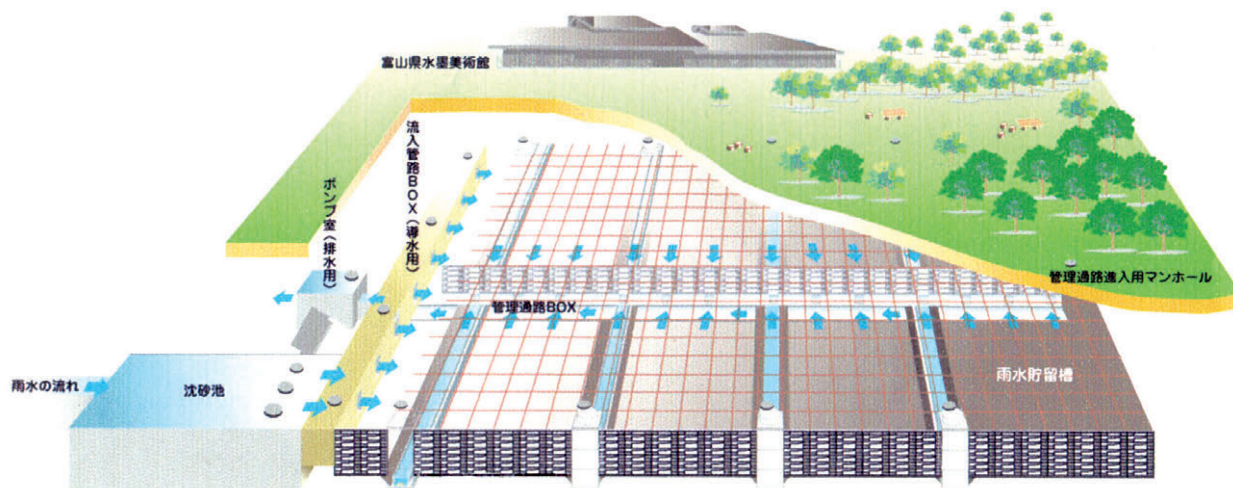 富山県水墨美術館
流入管路BOX(導水用)
ポンプ室(排水用)
管理通路進入用マンホール
管理通路BOX
雨水の流れ
沈砂池
雨水貯留槽